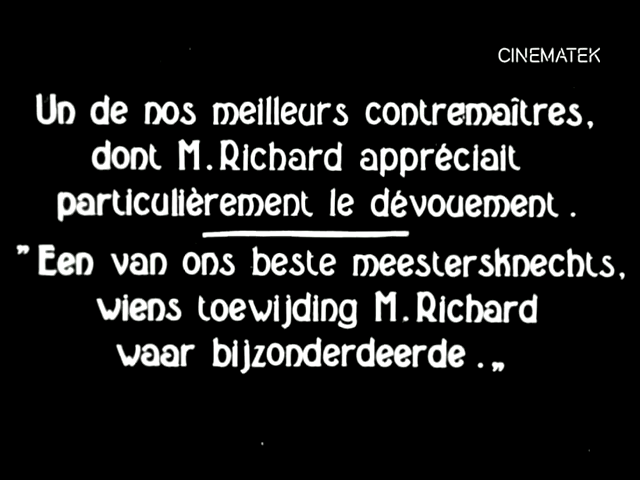 CINEMATEK
Un de nos meilleurs contremaîtres,
dont M. Richard appréciait
particulièrement le dévouement.
"Een van ons beste meestersknechts,
wiens toewijding M. Richard
waar bijzonderdeerde.„